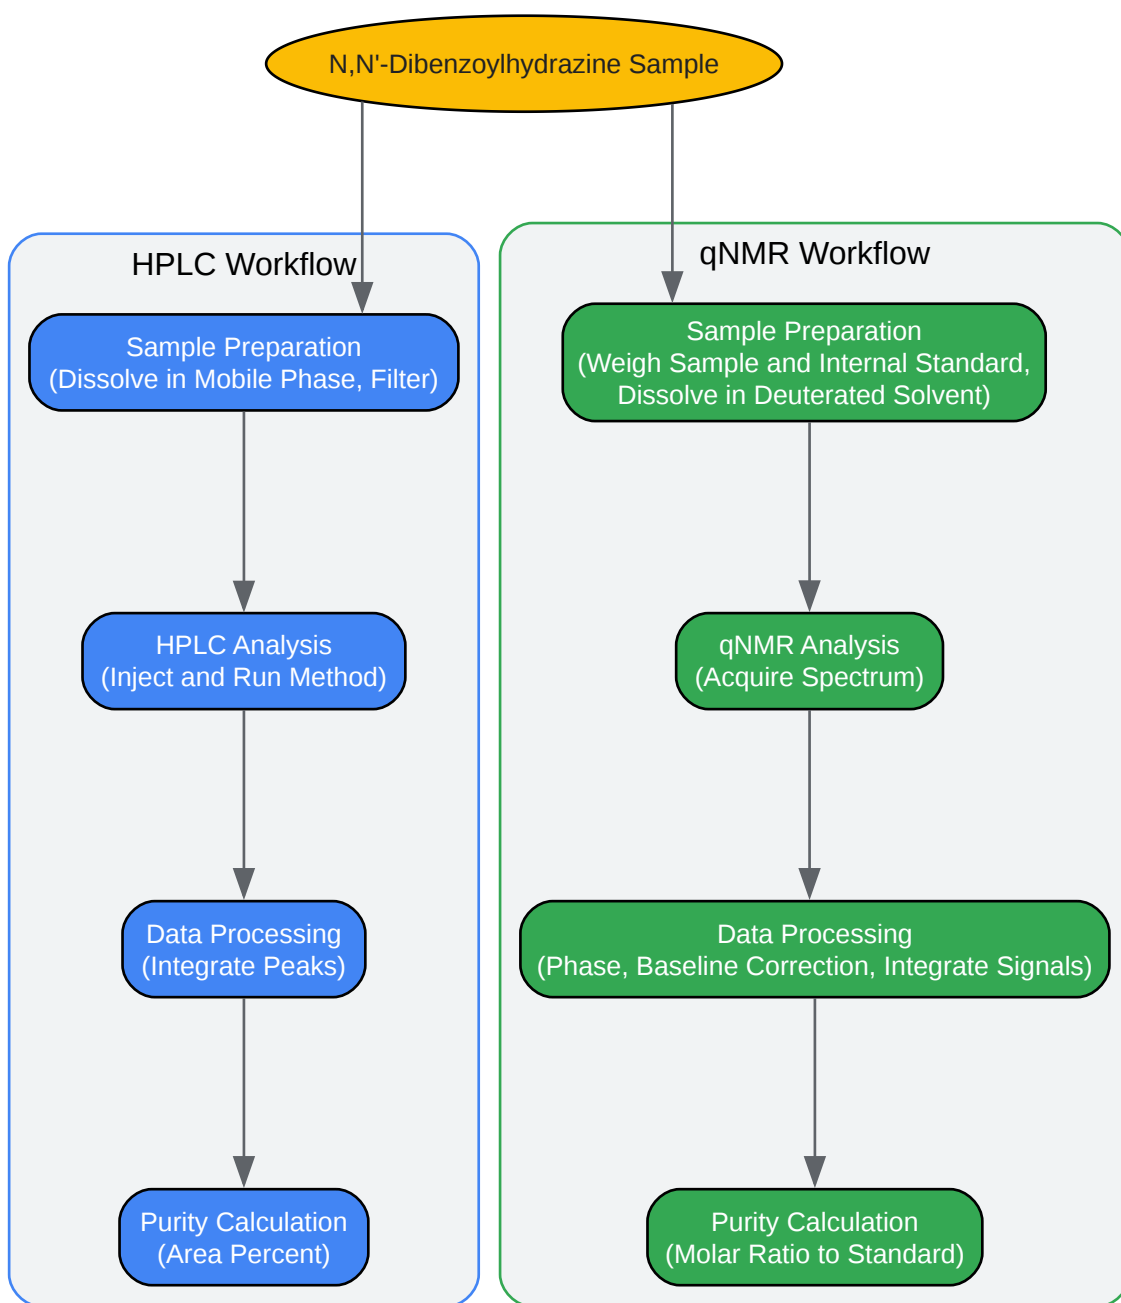 N,N'-Dibenzoylhydrazine Sample
HPLC Workflow
Sample Preparation
(Dissolve in Mobile Phase, Filter)
HPLC Analysis
(Inject and Run Method)
Data Processing
(Integrate Peaks)
Purity Calculation
(Area Percent)
qNMR Workflow
Sample Preparation
(Weigh Sample and Internal Standard,
Dissolve in Deuterated Solvent)
qNMR Analysis
(Acquire Spectrum)
Data Processing
(Phase, Baseline Correction, Integrate Signals)
Purity Calculation
(Molar Ratio to Standard)